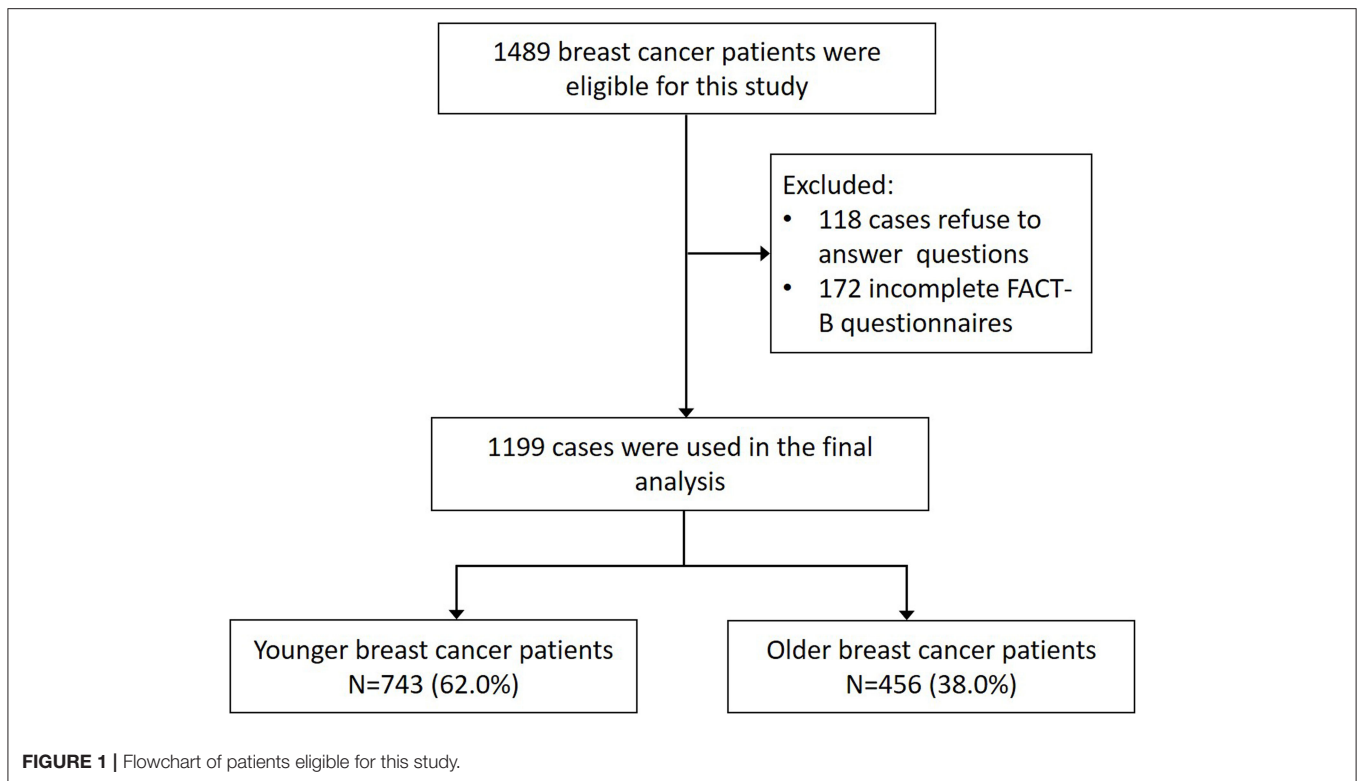 1489 breast cancer patients were
eligible for this study
Excluded:
• 118 cases refuse to
answer questions
• 172 incomplete FACT-
B questionnaires
1199 cases were used in the final
analysis
Younger breast cancer patients
N=743 (62.0%)
Older breast cancer patients
N=456 (38.0%)
FIGURE 1 | Flowchart of patients eligible for this study.